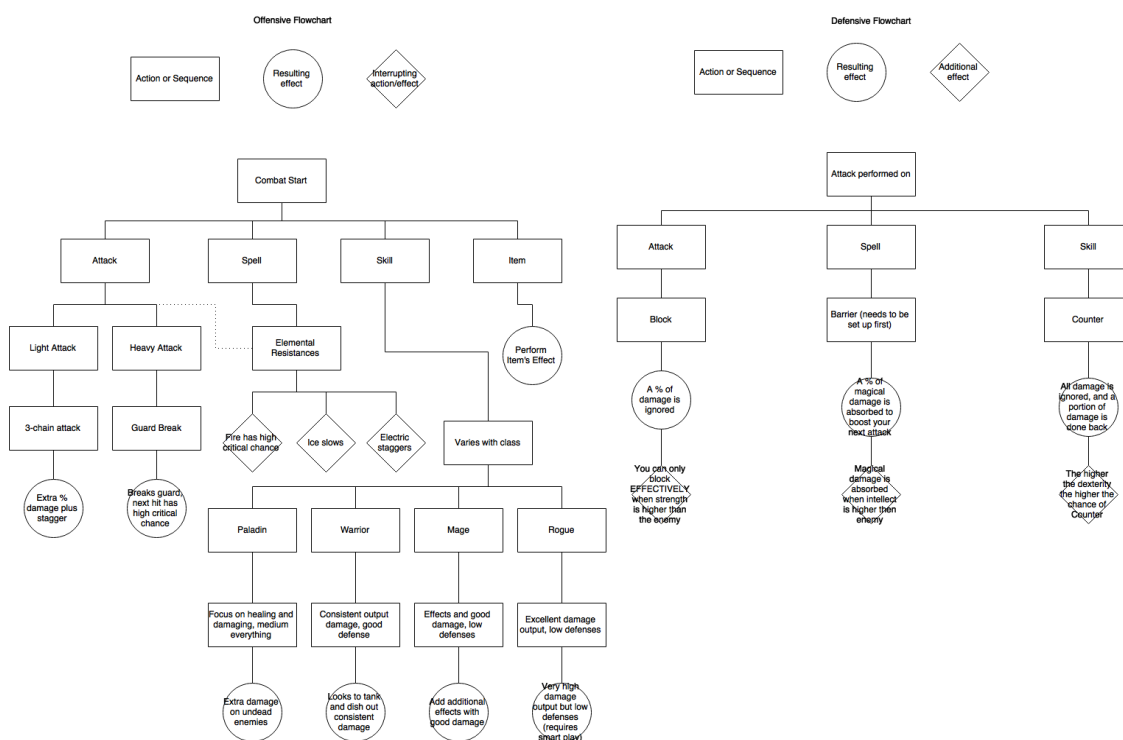 Offensive Flowchart
Action or Sequence
Resulting
effect
Interrupting
action/effect
Combat Start
Attack
Spell
Skill
Item
Light Attack
Heavy Attack
Elemental
Resistances
Perform
Item's Effect
3-chain attack
Guard Break
Fire has high
critical chance
Ice slows
Electric
staggers
Varies with class
Extra %
damage plus
stagger
Breaks guard,
next hit has
high critical
chance
Paladin
Warrior
Mage
Rogue
Focus on healing and
damaging, medium
everything
Consistent output
damage, good
defense
Effects and good
damage, low
defenses
Excellent damage
output, low defenses
Extra damage
on undead
enemies
Looks to tank
and dish out
consistent
damage
Add additional
effects with
good damage
Very high
damage
output but low
defenses
(requires
smart play)
Defensive Flowchart
Action or Sequence
Resulting
effect
Additional
effect
Attack performed on
Attack
Spell
Skill
Block
Barrier (needs to be
set up first)
Counter
A % of
damage is
ignored
A % of
magical
damage is
absorbed to
boost your
next attack
All damage is
ignored, and a
portion of
damage is
done back
You can only
block
EFFECTIVELY
when strength
is higher than
the enemy
Magical
damage is
absorbed
when intellect
is higher then
enemy
The higher
the dexterity
the higher the
chance of
Counter